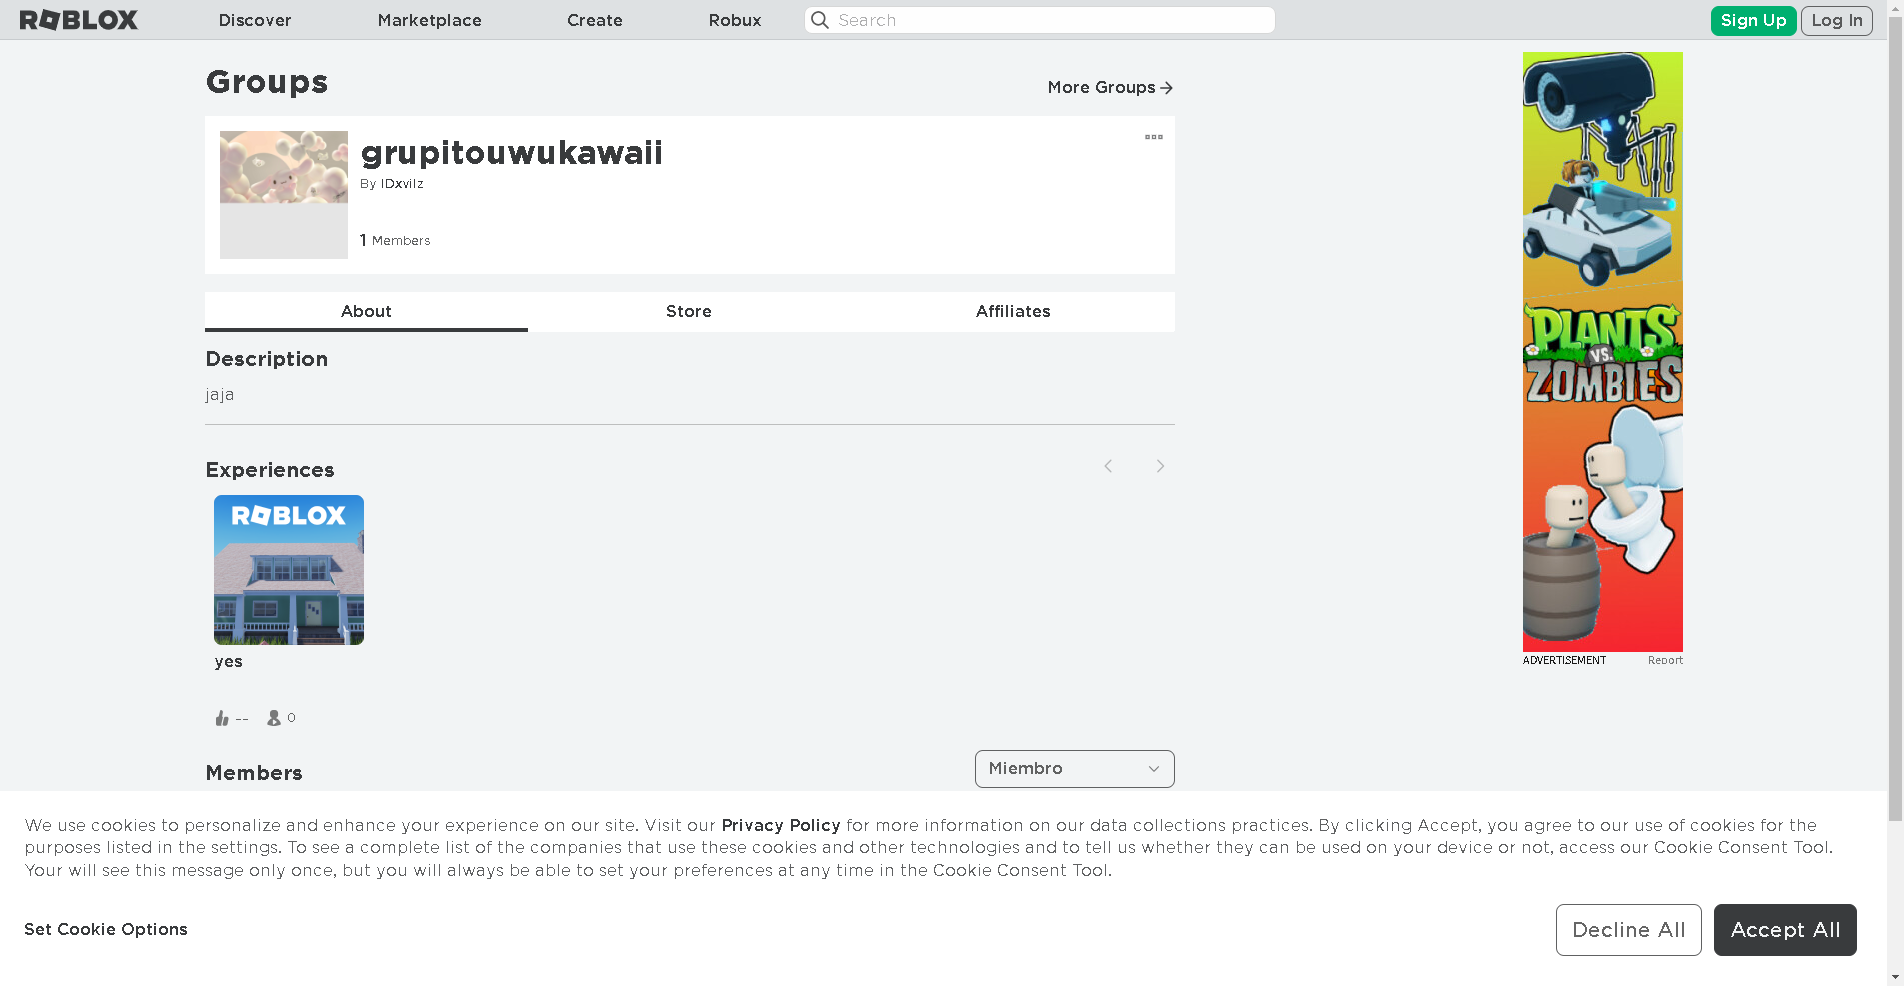 ROBLOX
Discover
Marketplace
Create
Robux
Search
Sign Up
Log In
Groups
More Groups
grupitouwukawaii
By IDxvilz
1 Members
About
Store
Affiliates
Description
jaja
Experiences
ROBLOX
yes
--
0
Members
Miembro
PLANTS
VS.
ZOMBIES
ADVERTISEMENT
Report
We use cookies to personalize and enhance your experience on our site. Visit our Privacy Policy for more information on our data collections practices. By clicking Accept, you agree to our use of cookies for the
purposes listed in the settings. To see a complete list of the companies that use these cookies and other technologies and to tell us whether they can be used on your device or not, access our Cookie Consent Tool.
Your will see this message only once, but you will always be able to set your preferences at any time in the Cookie Consent Tool.
Set Cookie Options
Decline All
Accept All